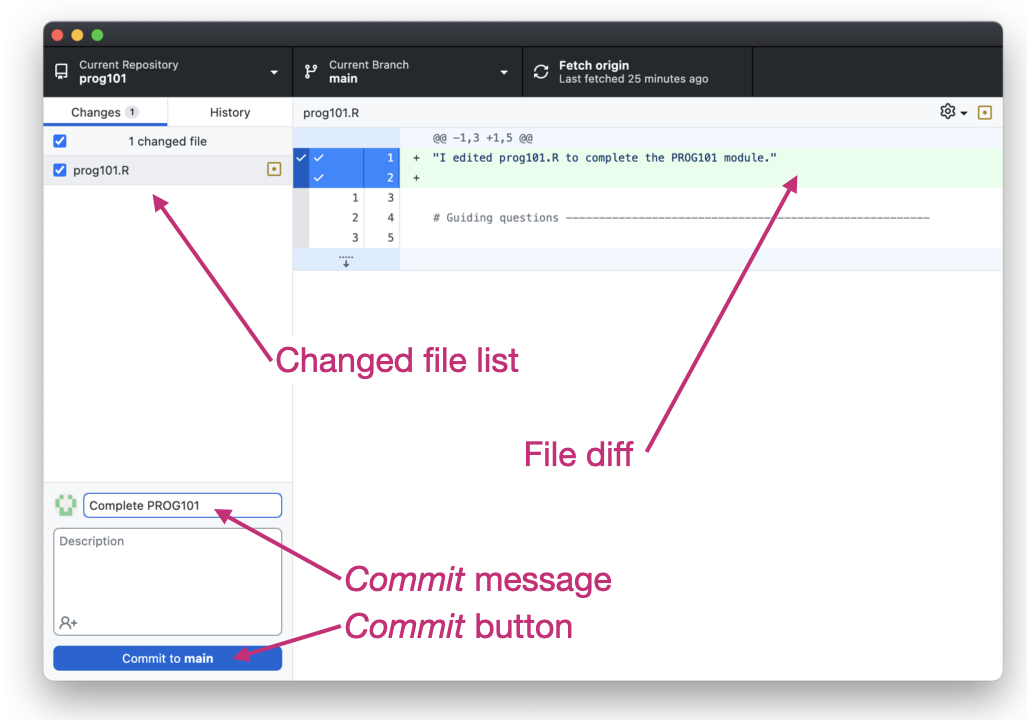 Current Repository
prog101
Current Branch
main
Fetch origin
Last fetched 25 minutes ago
Changes 1
History
prog101.R
1 changed file
@@ -1,3 +1,5 @@
prog101.R
1 + "I edited prog101.R to complete the PROG101 module."
2 +
1 3
2 4 # Guiding questions ----------------------------------------------------
3 5
Changed file list
File diff
Complete PROG101
Description
Commit message
Commit button
Commit to main